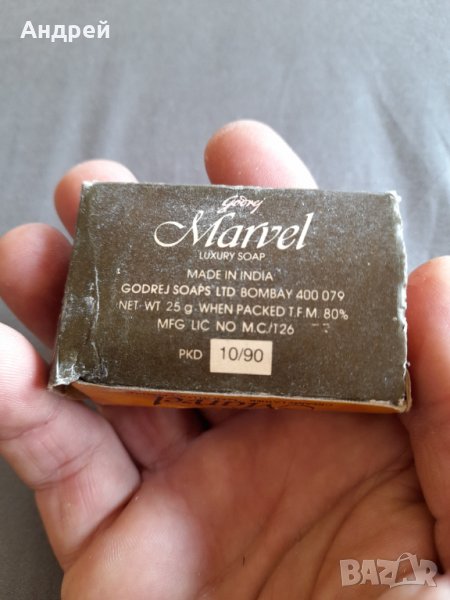 Андрей
Godrej
Marvel
LUXURY SOAP
MADE IN INDIA
GODREJ SOAPS LTD BOMBAY 400 079
NET WT 25 g WHEN PACKED T.F.M. 80%
MFG LIC NO M.C/126
PKD 10/90
BAZAR